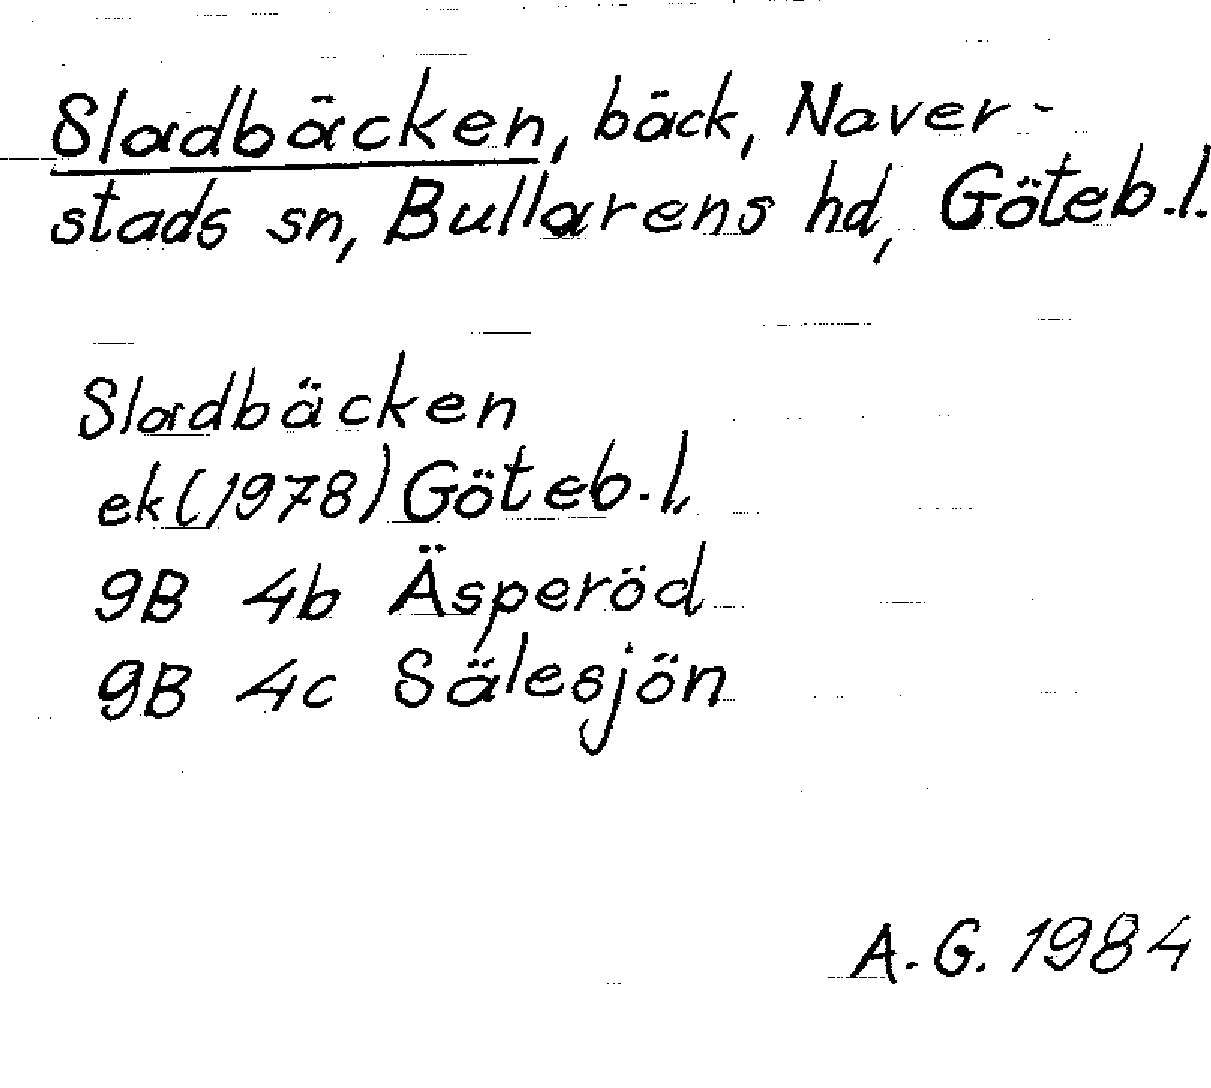 Sladbäcken, bäck, Naver-
stads sn, Bullarens hd, Göteb.l.
Sladbäcken
ek (1978) Göteb.l.
9B 4b Äsperöd
9B 4c Sälesjön
A.G. 1984